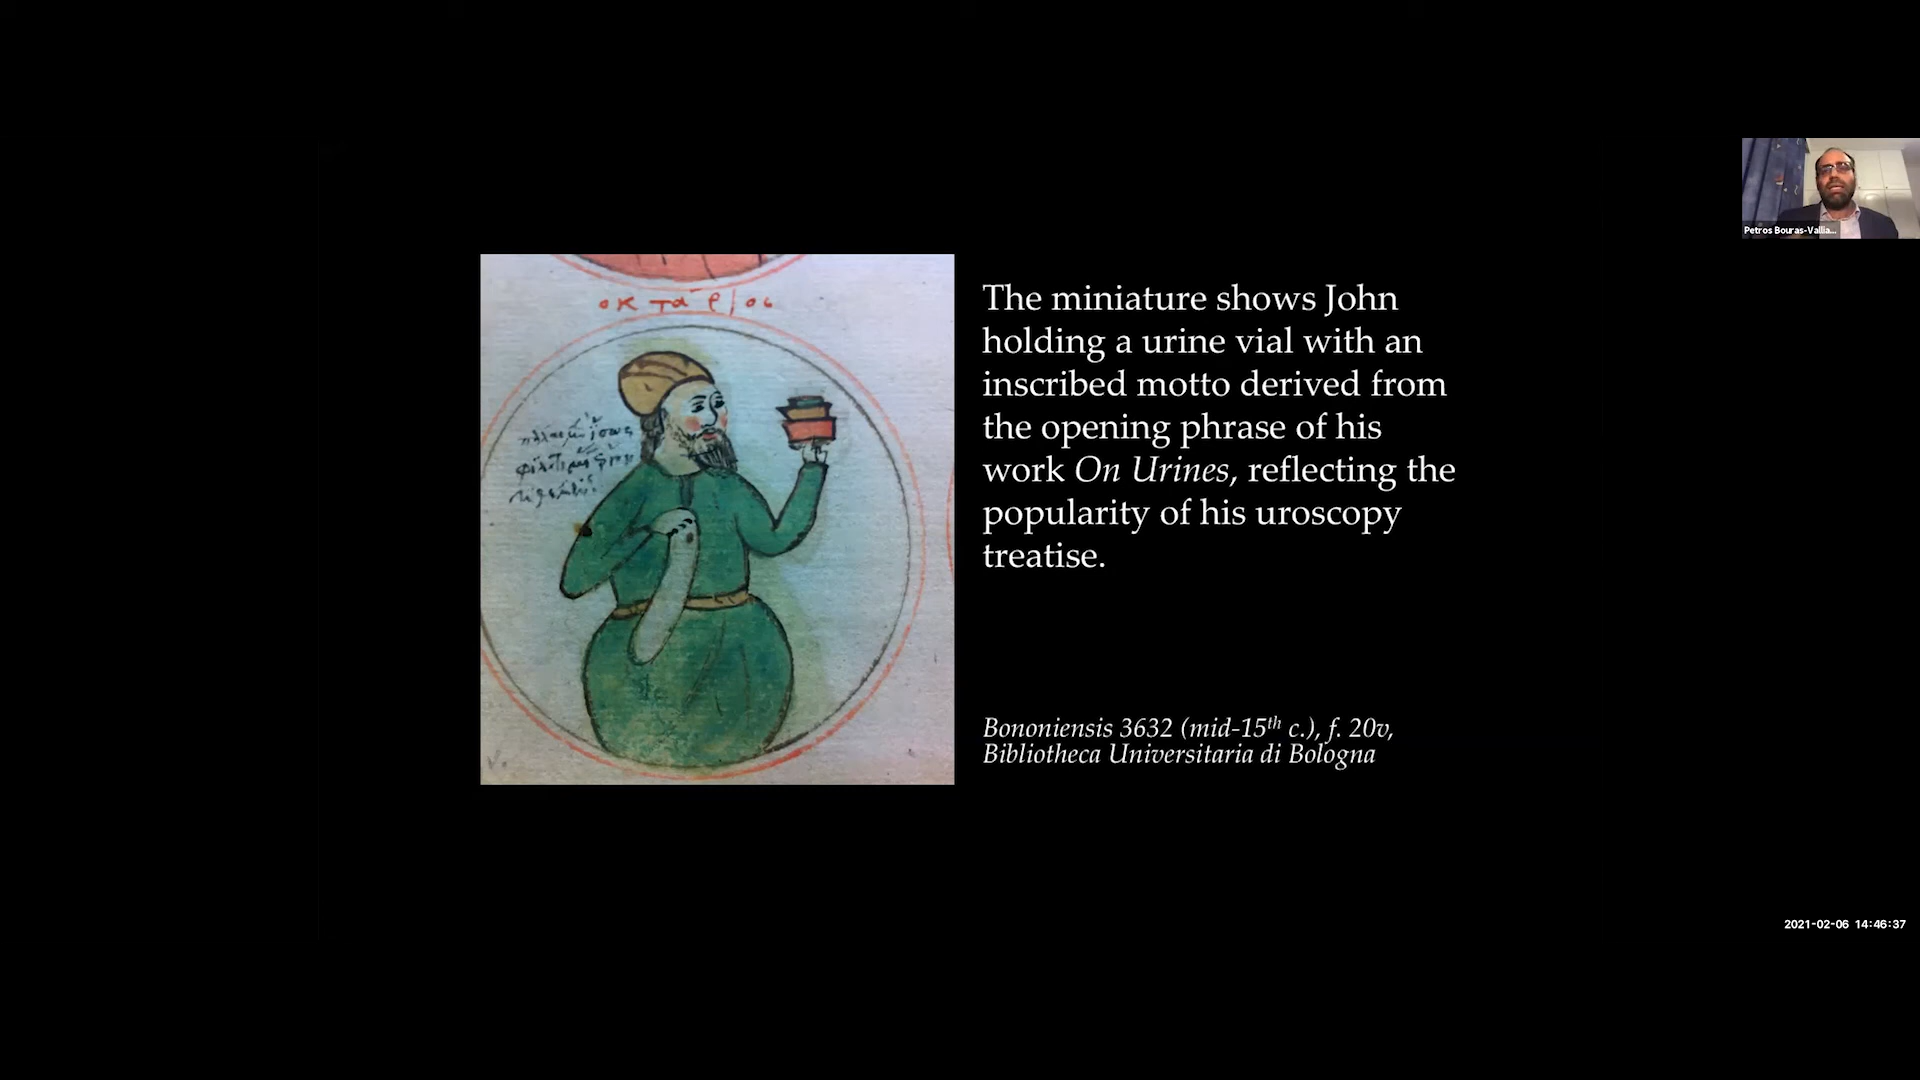 οκτάριος
The miniature shows John
holding a urine vial with an
inscribed motto derived from
the opening phrase of his
work On Urines, reflecting the
popularity of his uroscopy
treatise.
Bononiensis 3632 (mid-15th c.), f. 20v,
Bibliotheca Universitaria di Bologna
Petros Bouras-Vallia...
2021-02-06 14:46:37